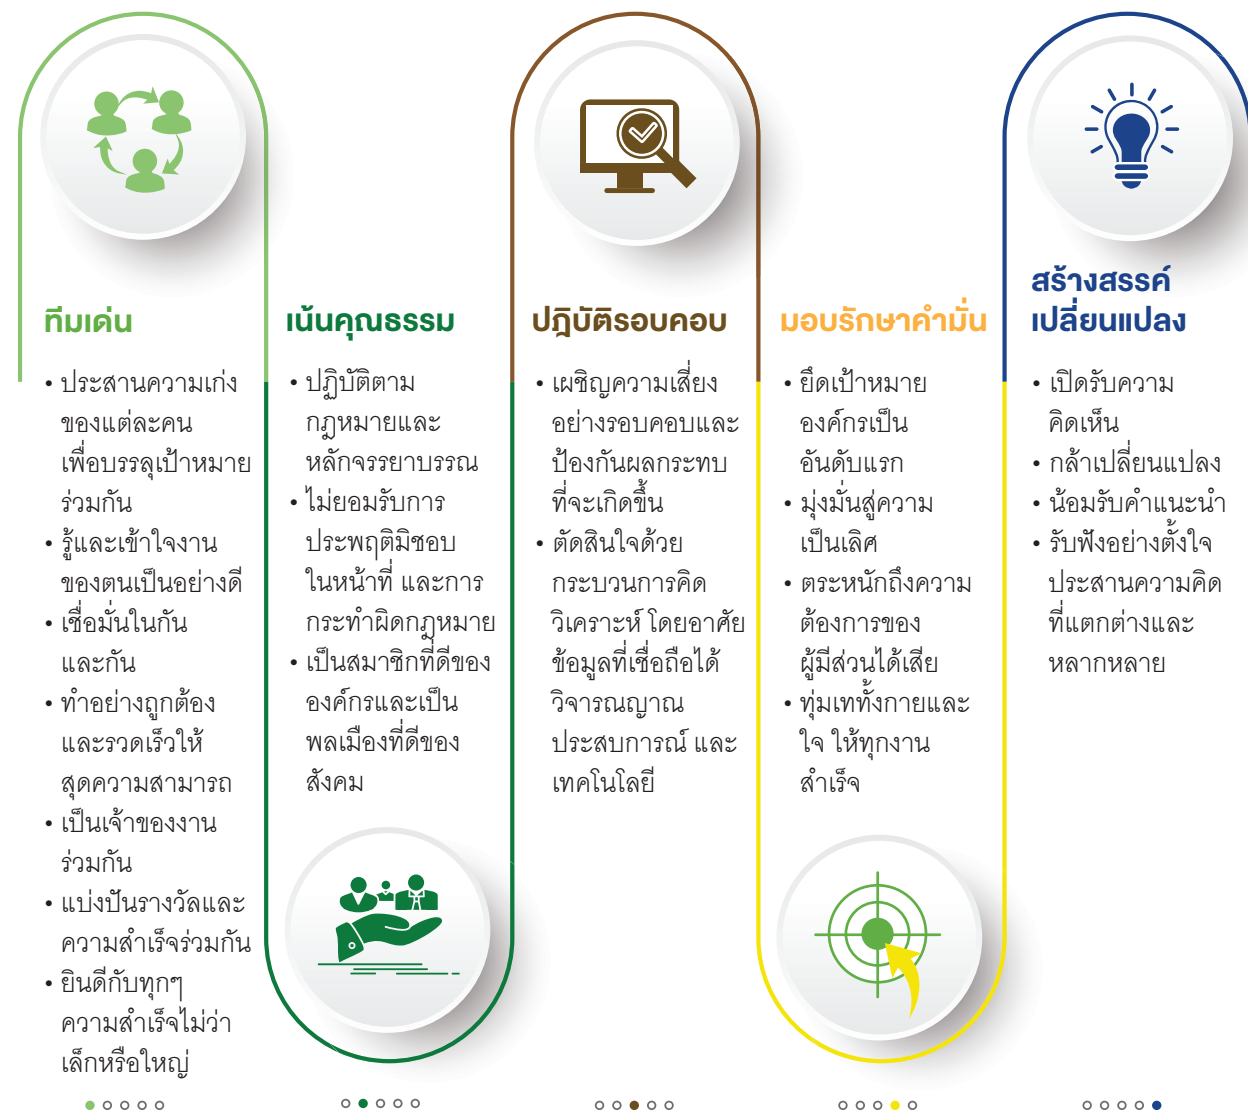 ทีมเด่น
• ประสานความเก่ง
ของแต่ละคน
เพื่อบรรลุเป้าหมาย
ร่วมกัน
• รู้และเข้าใจงาน
ของตนเป็นอย่างดี
• เชื่อมั่นในกัน
และกัน
• ทำอย่างถูกต้อง
และรวดเร็วให้
สุดความสามารถ
• เป็นเจ้าของงาน
ร่วมกัน
• แบ่งปันรางวัลและ
ความสำเร็จร่วมกัน
• ยินดีกับทุกๆ
ความสำเร็จไม่ว่า
เล็กหรือใหญ่
เน้นคุณธรรม
• ปฏิบัติตาม
กฎหมายและ
หลักจรรยาบรรณ
• ไม่ยอมรับการ
ประพฤติมิชอบ
ในหน้าที่ และการ
กระทำผิดกฎหมาย
• เป็นสมาชิกที่ดีของ
องค์กรและเป็น
พลเมืองที่ดีของ
สังคม
ปฎิบัติรอบคอบ
• เผชิญความเสี่ยง
อย่างรอบคอบและ
ป้องกันผลกระทบ
ที่จะเกิดขึ้น
• ตัดสินใจด้วย
กระบวนการคิด
วิเคราะห์ โดยอาศัย
ข้อมูลที่เชื่อถือได้
วิจารณญาณ
ประสบการณ์ และ
เทคโนโลยี
มอบรักษาคำมั่น
• ยึดเป้าหมาย
องค์กรเป็น
อันดับแรก
• มุ่งมั่นสู่ความ
เป็นเลิศ
• ตระหนักถึงความ
ต้องการของ
ผู้มีส่วนได้เสีย
• ทุ่มเททั้งกายและ
ใจ ให้ทุกงาน
สำเร็จ
สร้างสรรค์
เปลี่ยนแปลง
• เปิดรับความ
คิดเห็น
• กล้าเปลี่ยนแปลง
• น้อมรับคำแนะนำ
• รับฟังอย่างตั้งใจ
ประสานความคิด
ที่แตกต่างและ
หลากหลาย